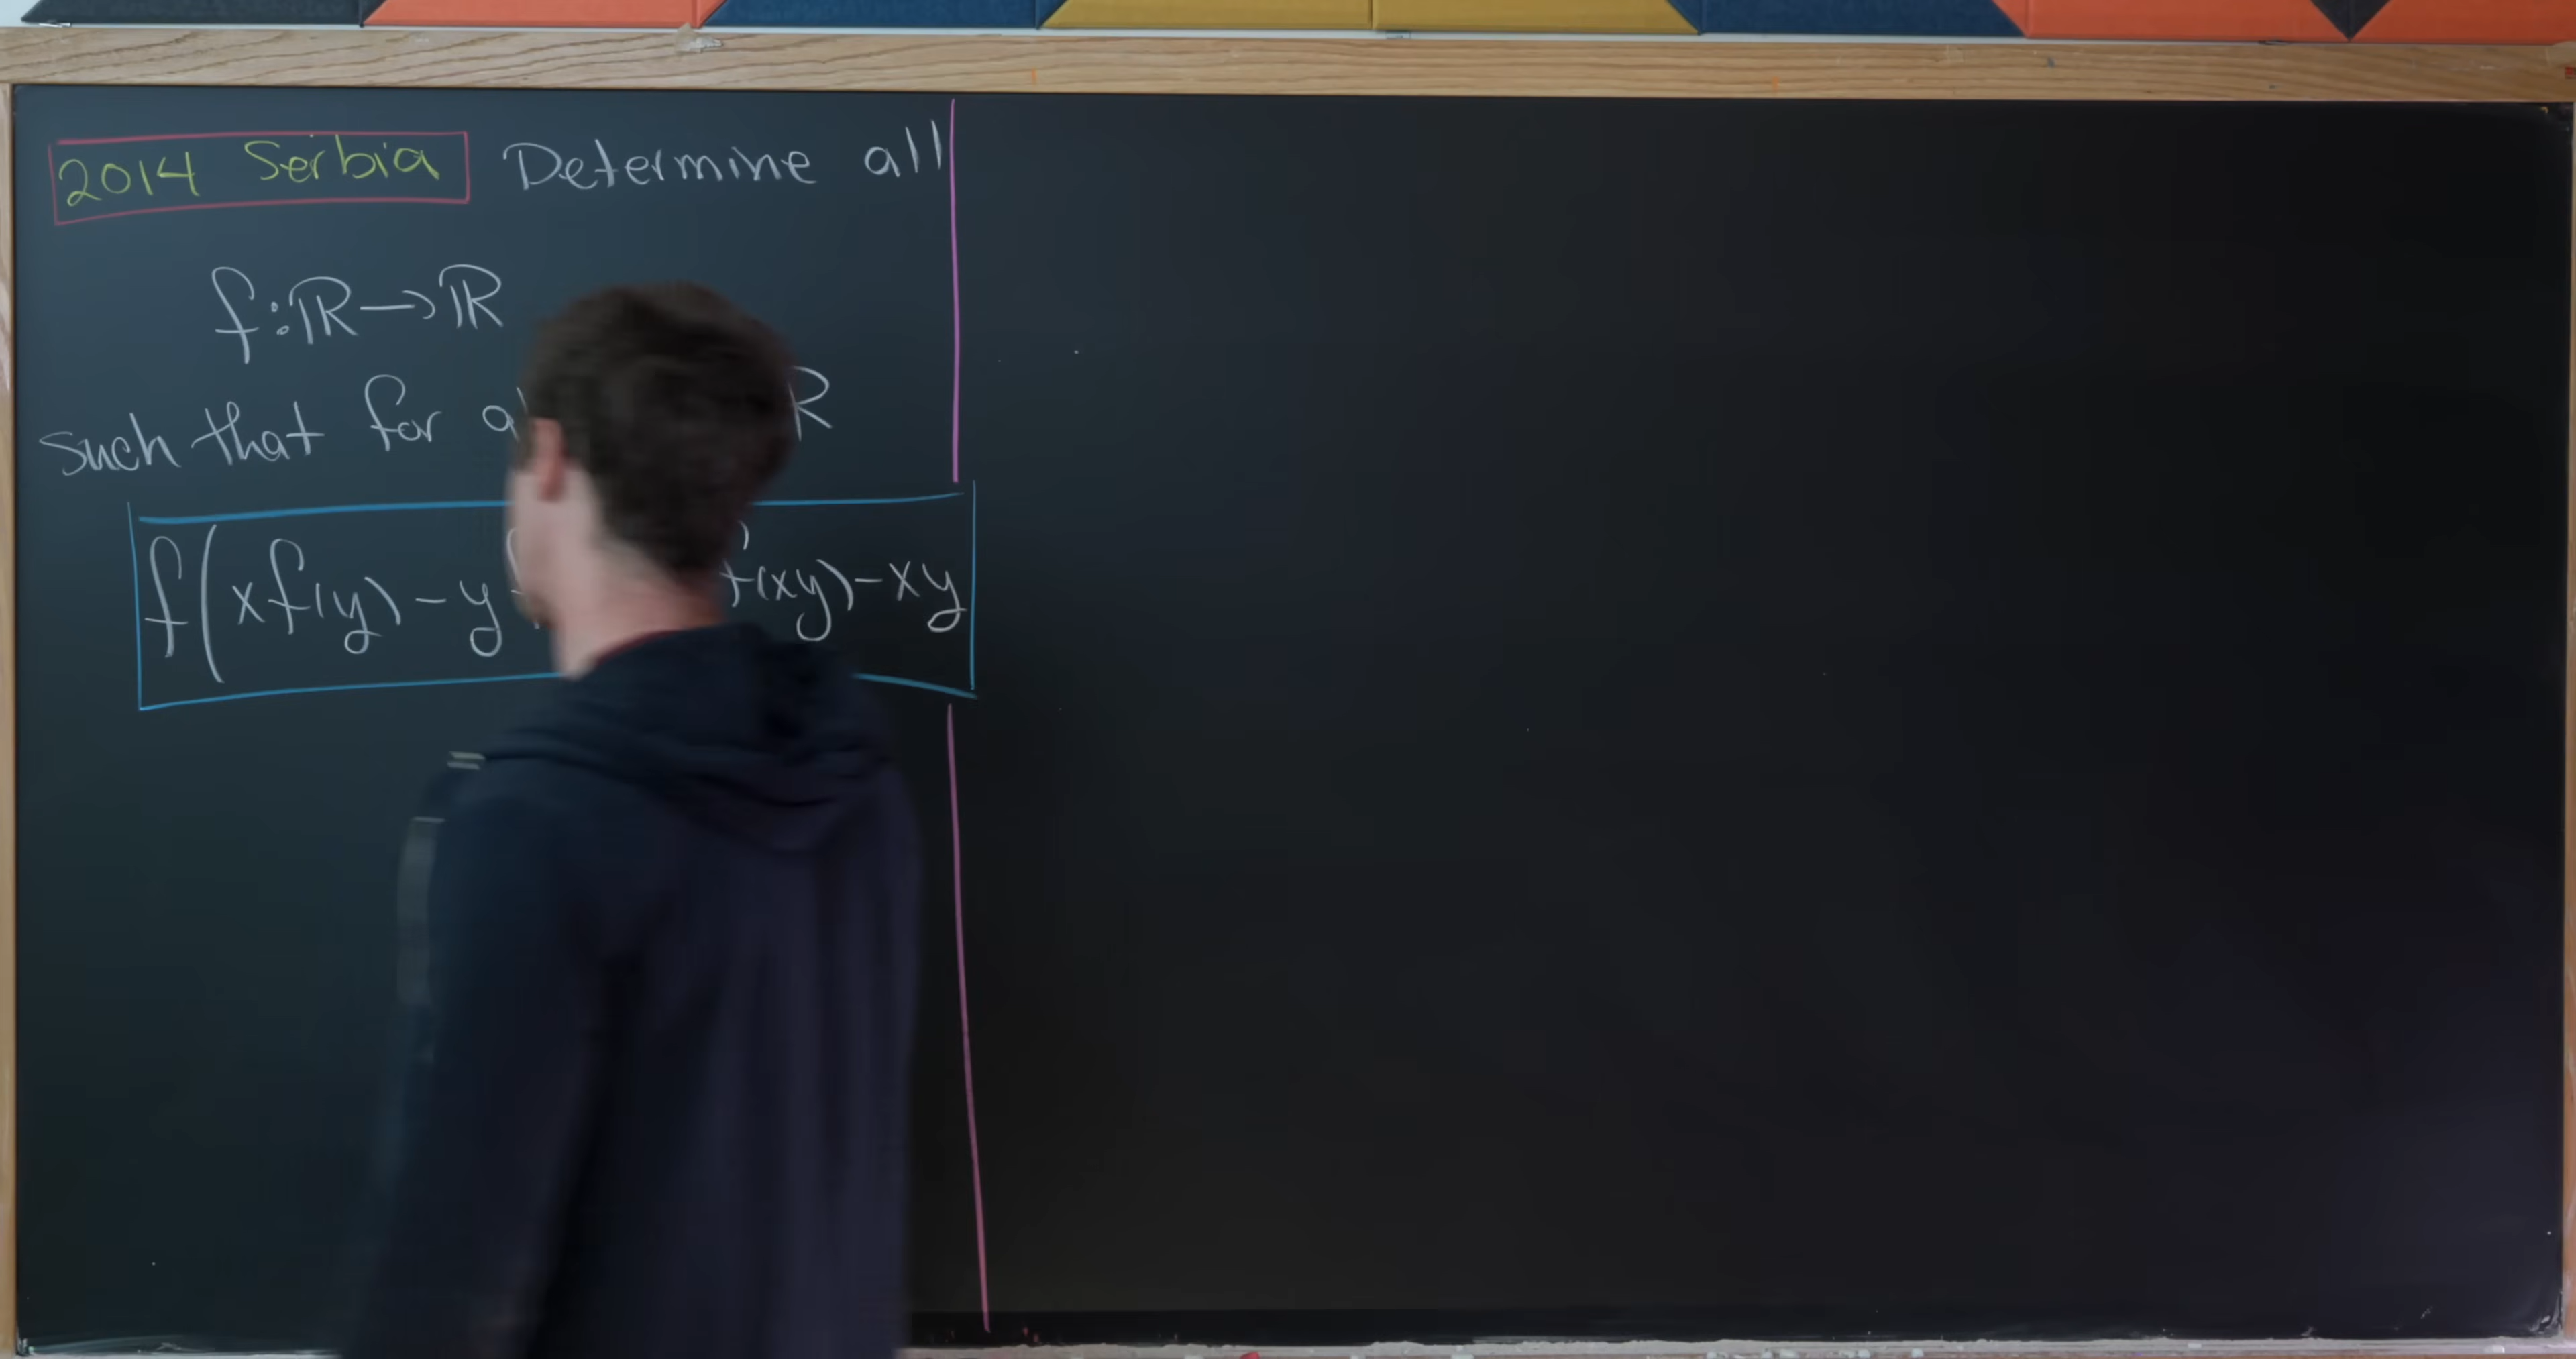 2014 Serbia Determine all
f:ℝ→ℝ
such that for ℝ
f(xf(y)-y f(xy)-xy